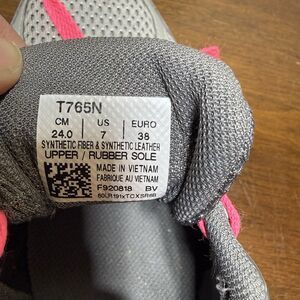 T765N
CM US EURO
24.0 7 38
SYNTHETIC FIBER & SYNTHETIC LEATHER
UPPER / RUBBER SOLE
MADE IN VIETNAM
FABRIQUE AU VIETNAM
F920818 BV